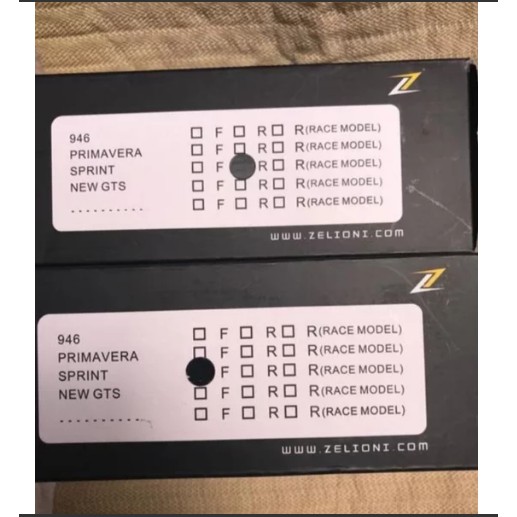 946 ☐ F ☐ R ☐ R(RACE MODEL)
PRIMAVERA ☐ F ☐ R ☐ R(RACE MODEL)
SPRINT ☐ F ● R ☐ R(RACE MODEL)
NEW GTS ☐ F ☐ R ☐ R(RACE MODEL)
.......... ☐ F ☐ R ☐ R(RACE MODEL)
WWW.ZELIONI.COM
946 ☐ F ☐ R ☐ R(RACE MODEL)
PRIMAVERA ☐ F ☐ R ☐ R(RACE MODEL)
SPRINT ● F ☐ R ☐ R(RACE MODEL)
NEW GTS ☐ F ☐ R ☐ R(RACE MODEL)
.......... ☐ F ☐ R ☐ R(RACE MODEL)
WWW.ZELIONI.COM